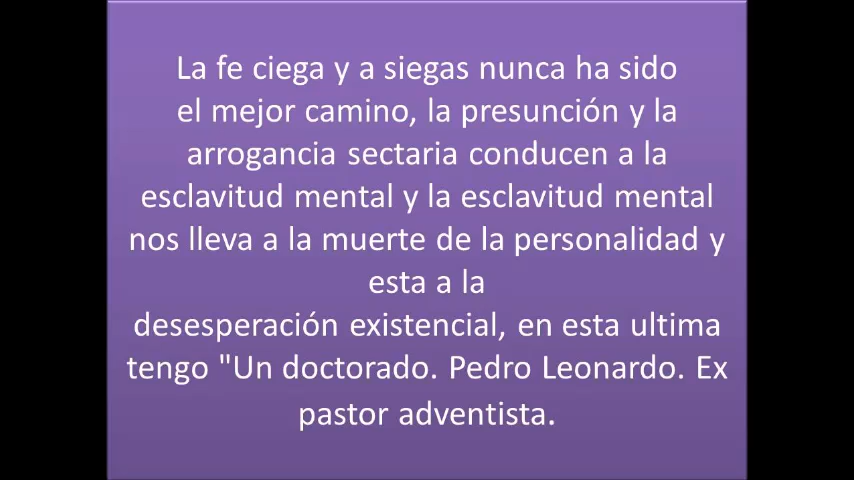 La fe ciega y a siegas nunca ha sido
el mejor camino, la presunción y la
arrogancia sectaria conducen a la
esclavitud mental y la esclavitud mental
nos lleva a la muerte de la personalidad y
esta a la
desesperación existencial, en esta ultima
tengo "Un doctorado. Pedro Leonardo. Ex
pastor adventista.